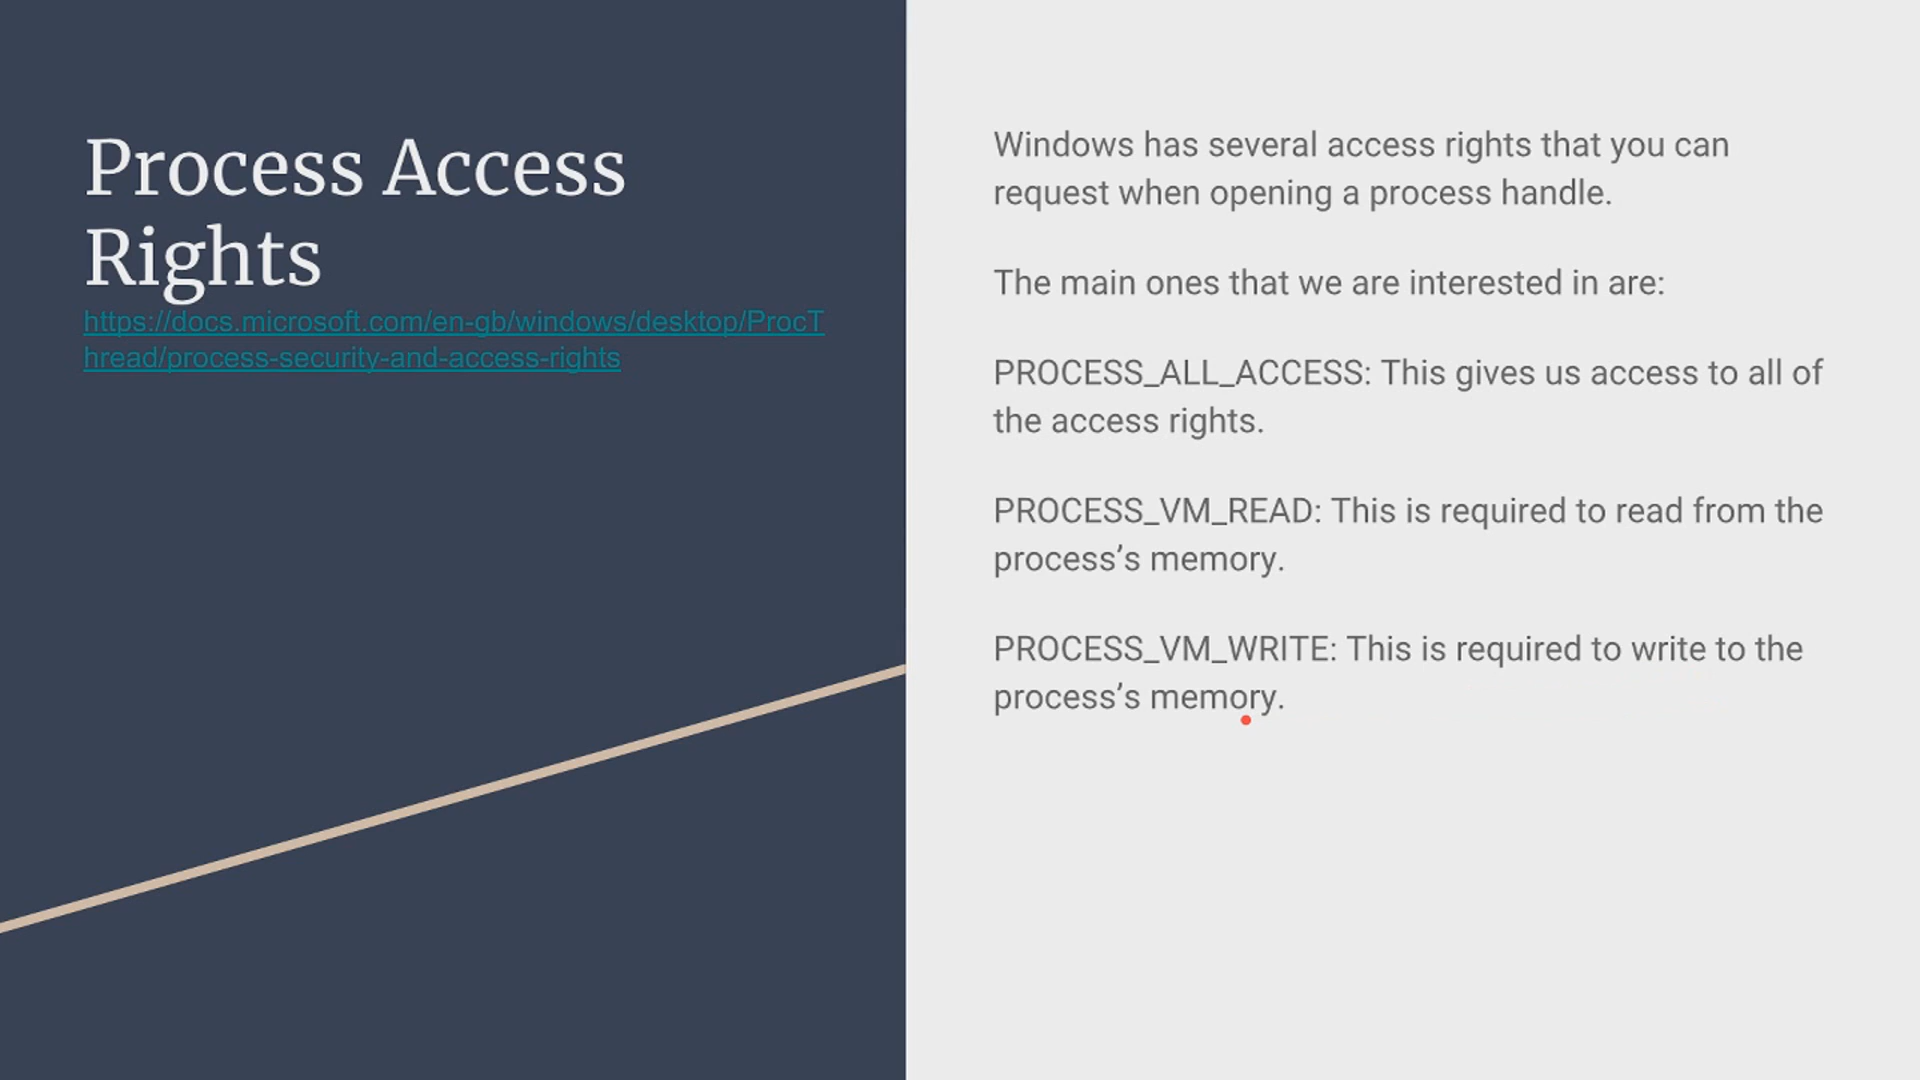 Process Access
Rights
https://docs.microsoft.com/en-gb/windows/desktop/ProcT
hread/process-security-and-access-rights
Windows has several access rights that you can
request when opening a process handle.
The main ones that we are interested in are:
PROCESS_ALL_ACCESS: This gives us access to all of
the access rights.
PROCESS_VM_READ: This is required to read from the
process’s memory.
PROCESS_VM_WRITE: This is required to write to the
process’s memory.